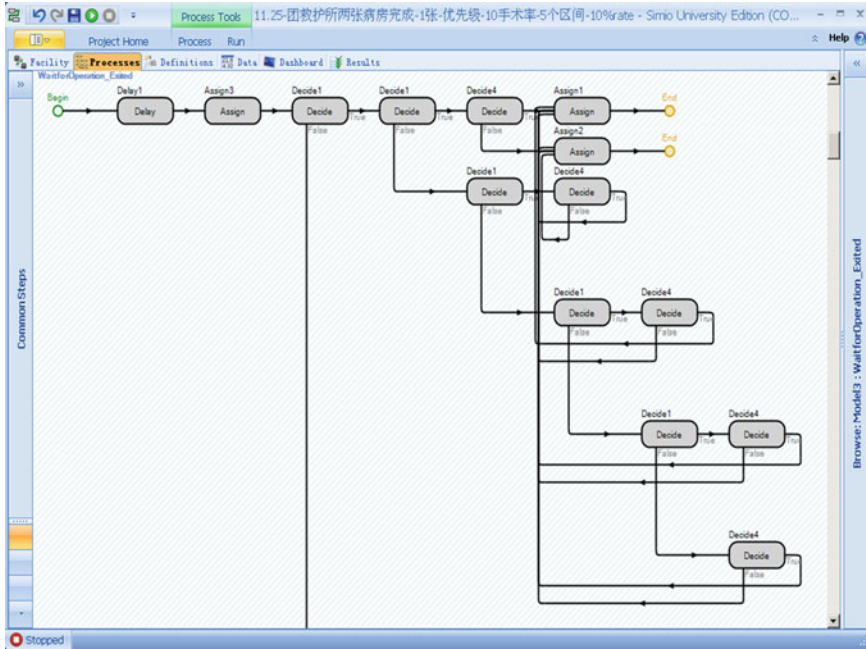 Process Tools 11.25-团救护所两张病房完成-1张-优先级-10手术率-5个区间-10%rate - Simio University Edition (CO...
Project Home Process Run Help
Facility Processes Definitions Data Dashboard Results
WaitforOperation_Exited
Begin Delay1 Assign3 Decide1 Decide1 Decide4 Assign1 End
Delay Assign Decide Decide Decide Assign
True True True
False False False
Assign2 End
Assign
Decide1 Decide4
Decide Decide
True True
False False
Decide1 Decide4
Decide Decide
True True
False False
Decide1 Decide4
Decide Decide
True True
False False
Decide4
Decide
True
False
Common Steps
Browse: Model3 : WaitforOperation_Exited
Stopped